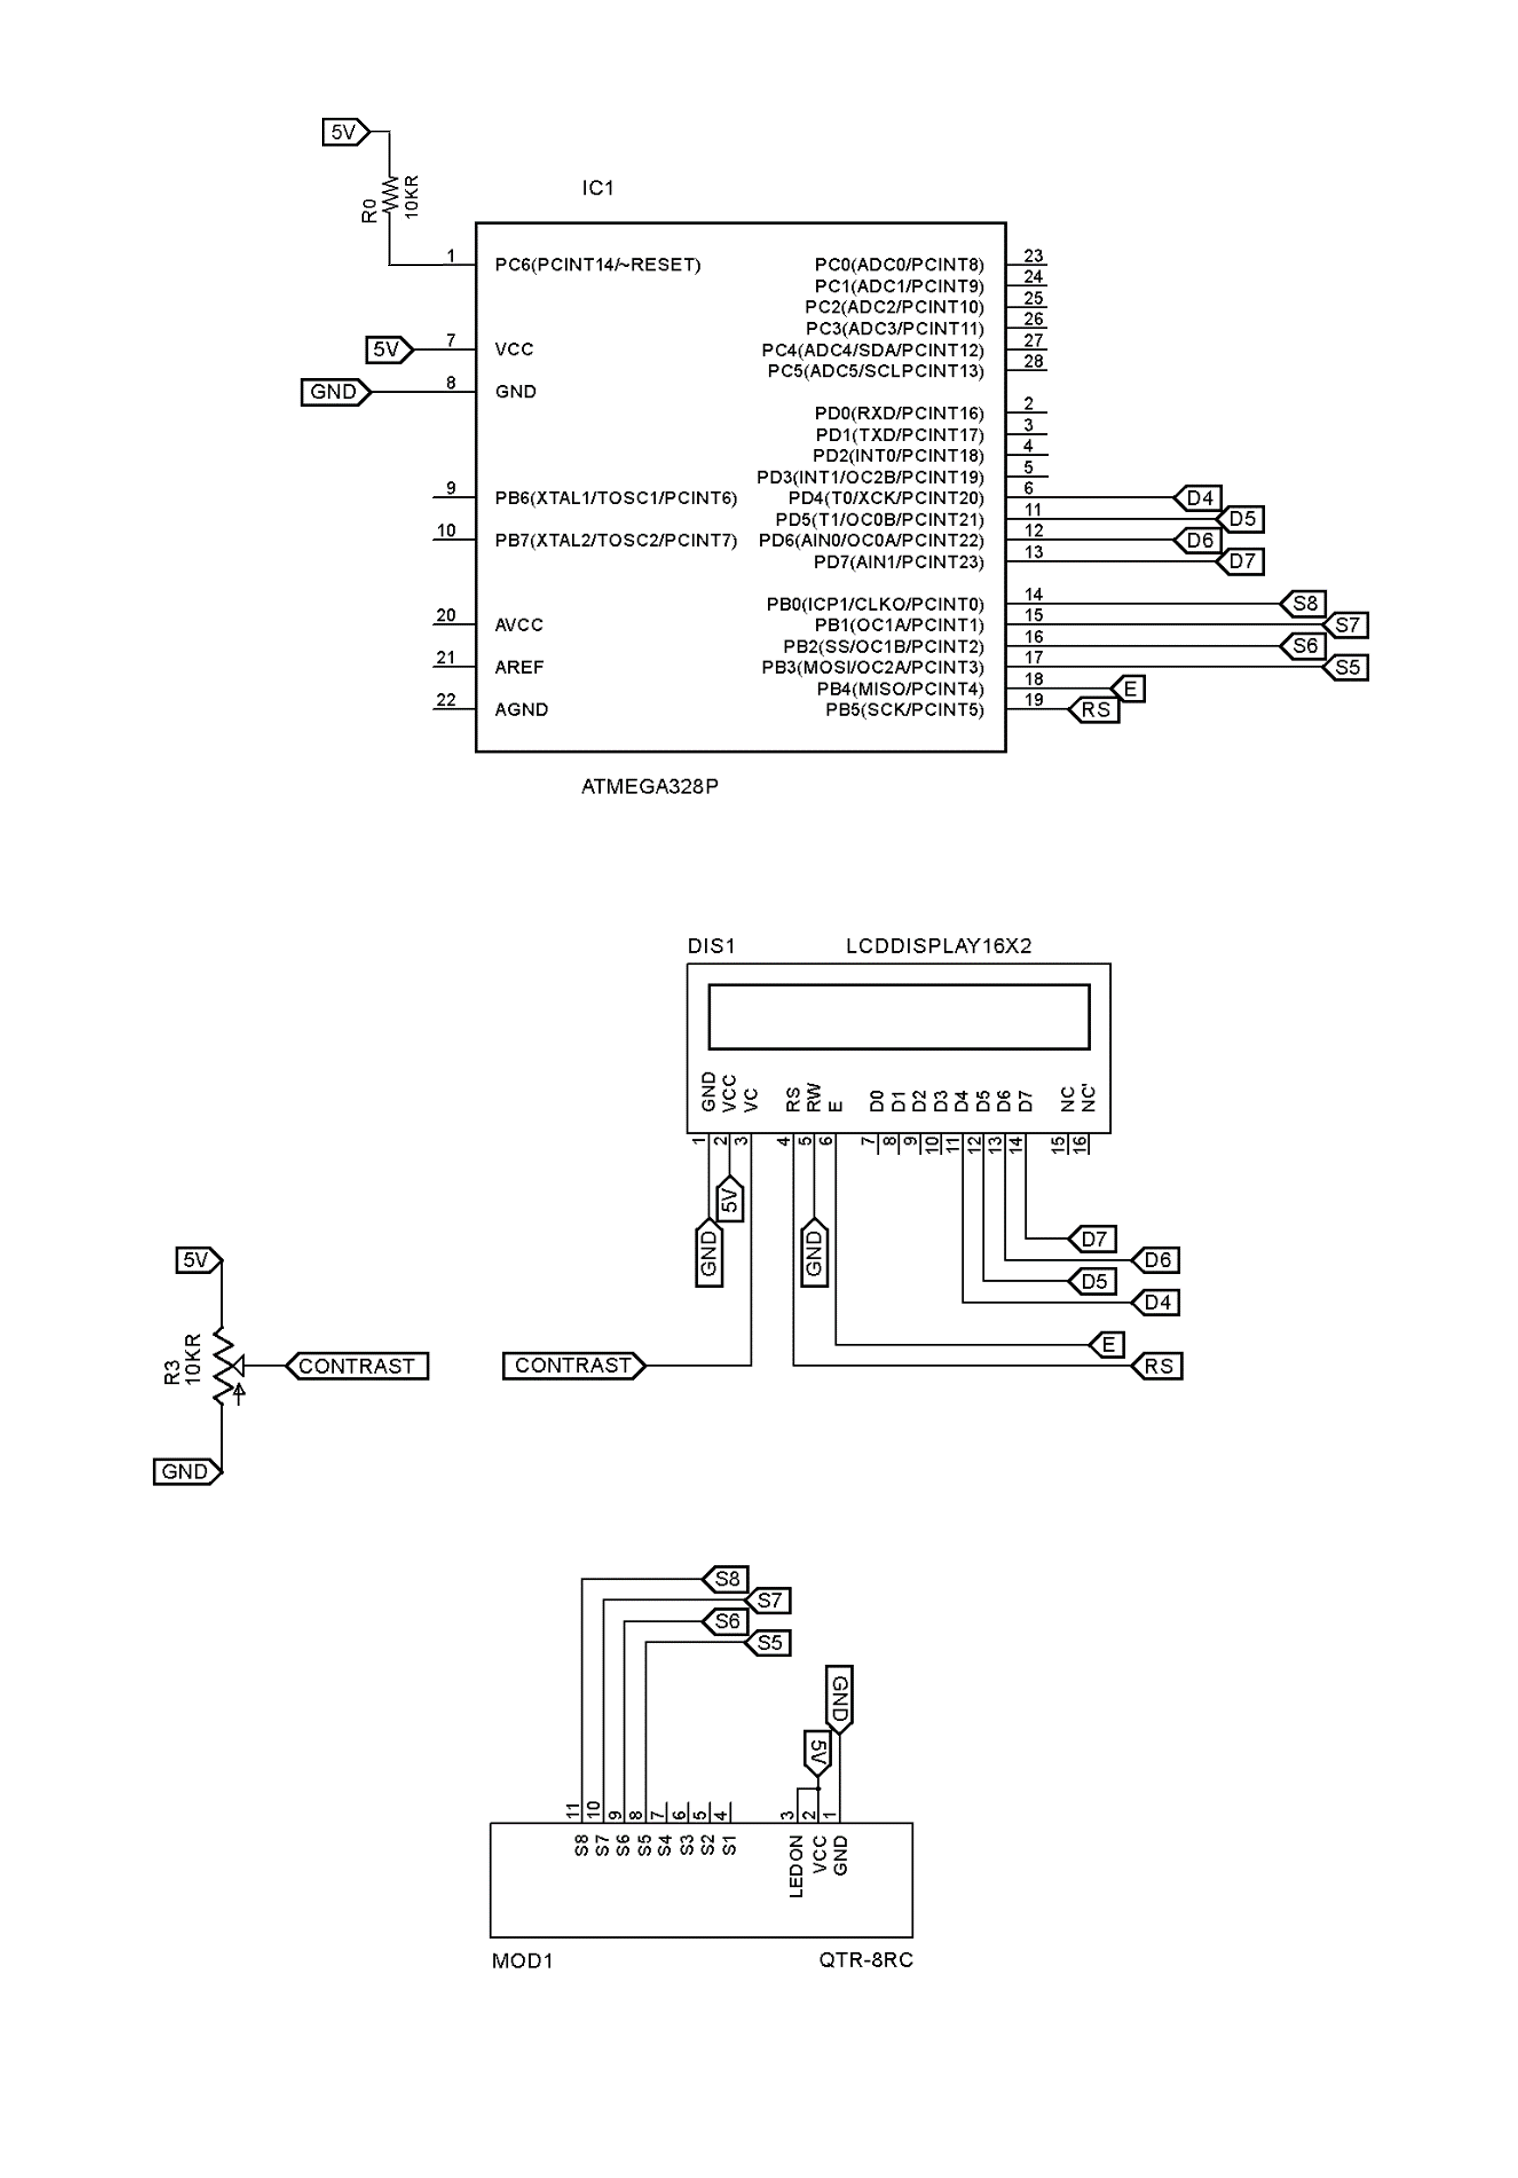 5V
R0
10KR
IC1
1 PC6(PCINT14/~RESET) PC0(ADC0/PCINT8) 23
PC1(ADC1/PCINT9) 24
PC2(ADC2/PCINT10) 25
PC3(ADC3/PCINT11) 26
5V 7 VCC PC4(ADC4/SDA/PCINT12) 27
PC5(ADC5/SCLPCINT13) 28
GND 8 GND
PD0(RXD/PCINT16) 2
PD1(TXD/PCINT17) 3
PD2(INT0/PCINT18) 4
PD3(INT1/OC2B/PCINT19) 5
9 PB6(XTAL1/TOSC1/PCINT6) PD4(T0/XCK/PCINT20) 6 D4
PD5(T1/OC0B/PCINT21) 11 D5
10 PB7(XTAL2/TOSC2/PCINT7) PD6(AIN0/OC0A/PCINT22) 12 D6
PD7(AIN1/PCINT23) 13 D7
PB0(ICP1/CLKO/PCINT0) 14 S8
20 AVCC PB1(OC1A/PCINT1) 15 S7
PB2(SS/OC1B/PCINT2) 16 S6
21 AREF PB3(MOSI/OC2A/PCINT3) 17 S5
PB4(MISO/PCINT4) 18 E
22 AGND PB5(SCK/PCINT5) 19 RS
ATMEGA328P
DIS1 LCDDISPLAY16X2
GND VCC VC RS RW E D0 D1 D2 D3 D4 D5 D6 D7 NC NC'
1 2 3 4 5 6 7 8 9 10 11 12 13 14 15 16
5V
GND GND
D7
D6
D5
D4
E
RS
CONTRAST
5V
R3
10KR
CONTRAST
GND
S8
S7
S6
S5
GND
5V
11 10 9 8 7 6 5 4 3 2 1
S8 S7 S6 S5 S4 S3 S2 S1 LEDON VCC GND
MOD1 QTR-8RC